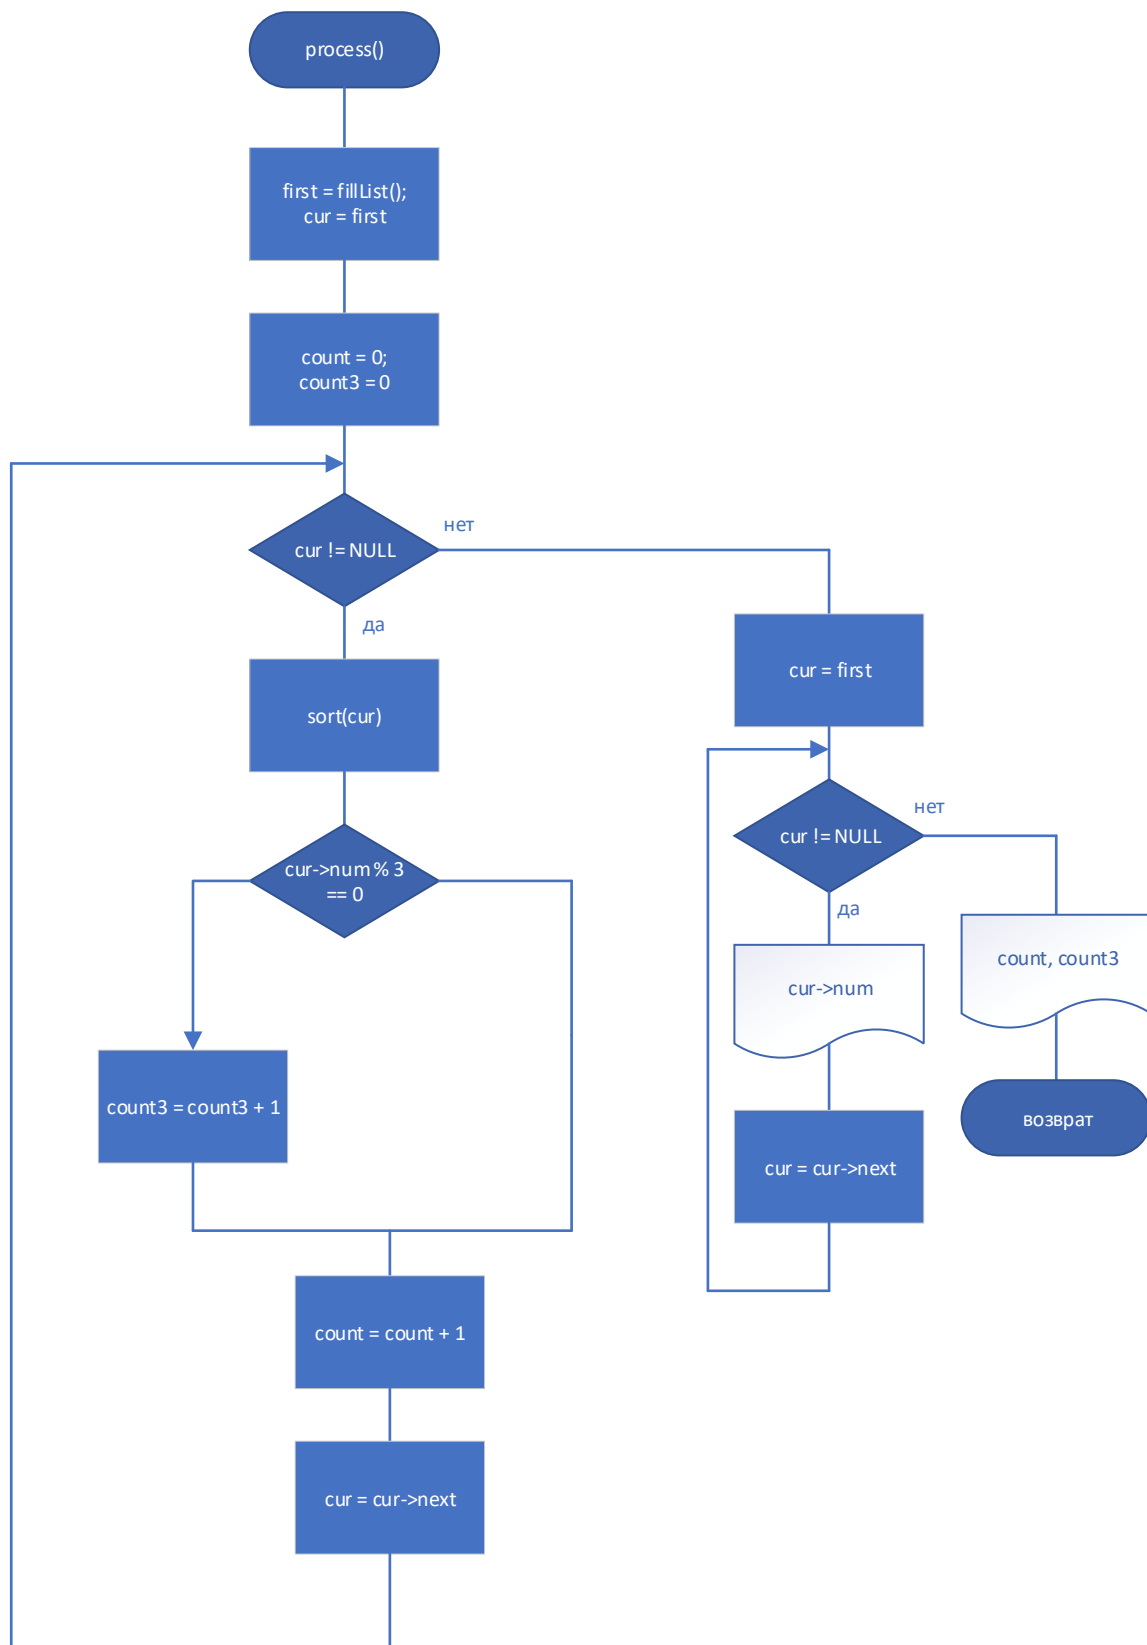 process()
first = fillList();
cur = first
count = 0;
count3 = 0
cur != NULL
нет
да
sort(cur)
cur->num % 3
== 0
count3 = count3 + 1
count = count + 1
cur = cur->next
cur = first
cur != NULL
нет
да
cur->num
cur = cur->next
count, count3
возврат